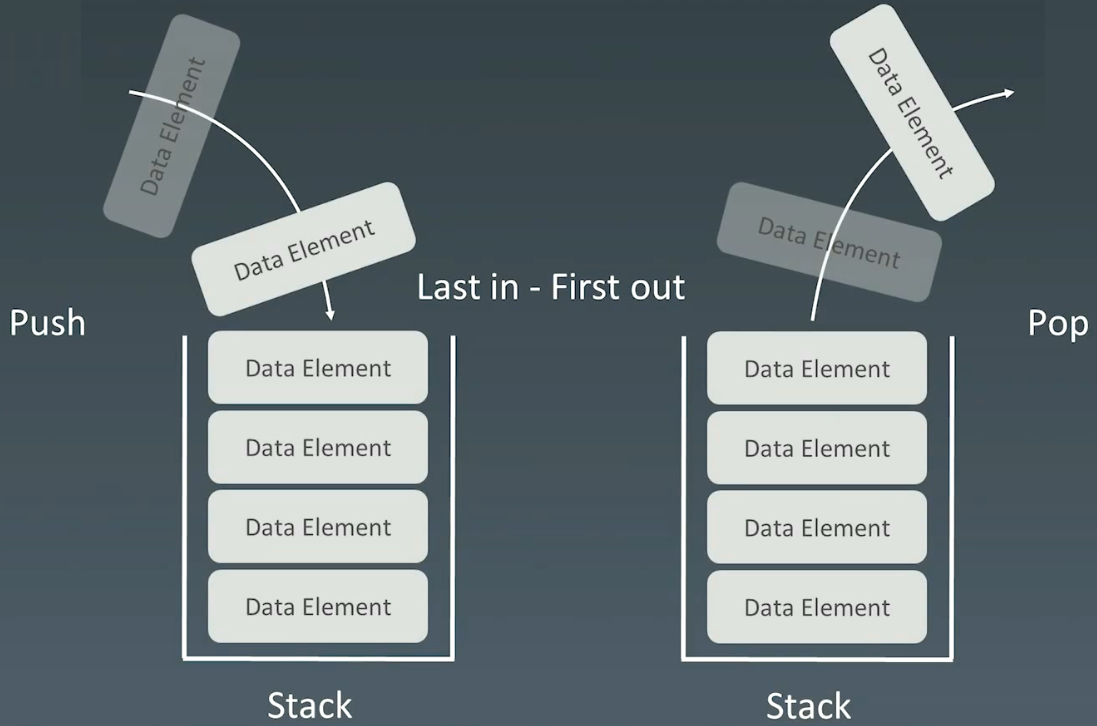 Data Element
Data Element
Data Element
Data Element
Last in - First out
Push
Pop
Data Element
Data Element
Data Element
Data Element
Data Element
Data Element
Data Element
Data Element
Stack
Stack